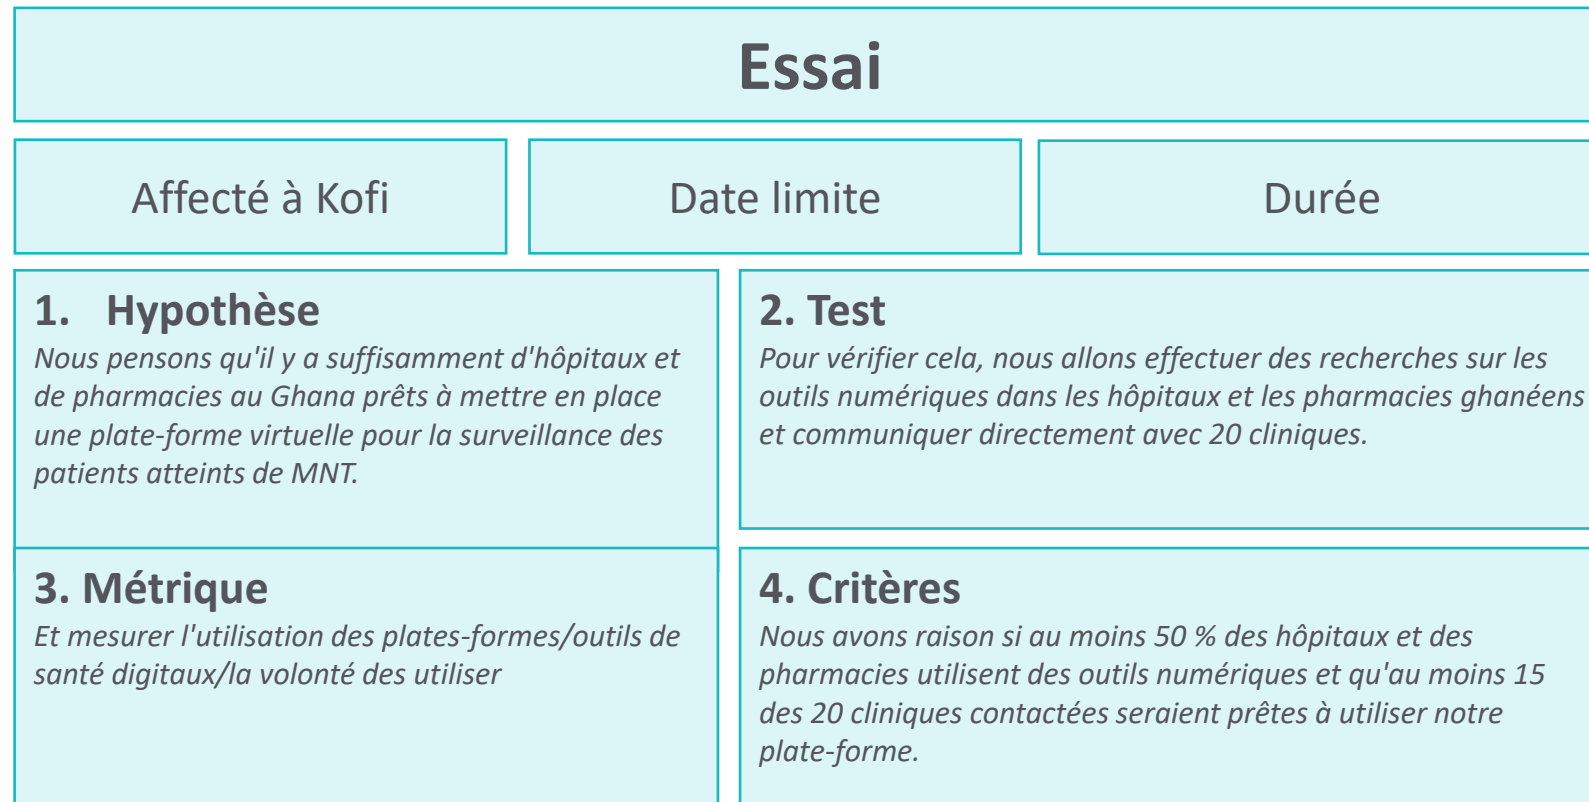 Essai
Affecté à Kofi
Date limite
Durée
1. Hypothèse
Nous pensons qu'il y a suffisamment d'hôpitaux et
de pharmacies au Ghana prêts à mettre en place
une plate-forme virtuelle pour la surveillance des
patients atteints de MNT.
2. Test
Pour vérifier cela, nous allons effectuer des recherches sur les
outils numériques dans les hôpitaux et les pharmacies ghanéens
et communiquer directement avec 20 cliniques.
3. Métrique
Et mesurer l'utilisation des plates-formes/outils de
santé digitaux/la volonté des utiliser
4. Critères
Nous avons raison si au moins 50 % des hôpitaux et des
pharmacies utilisent des outils numériques et qu'au moins 15
des 20 cliniques contactées seraient prêtes à utiliser notre
plate-forme.